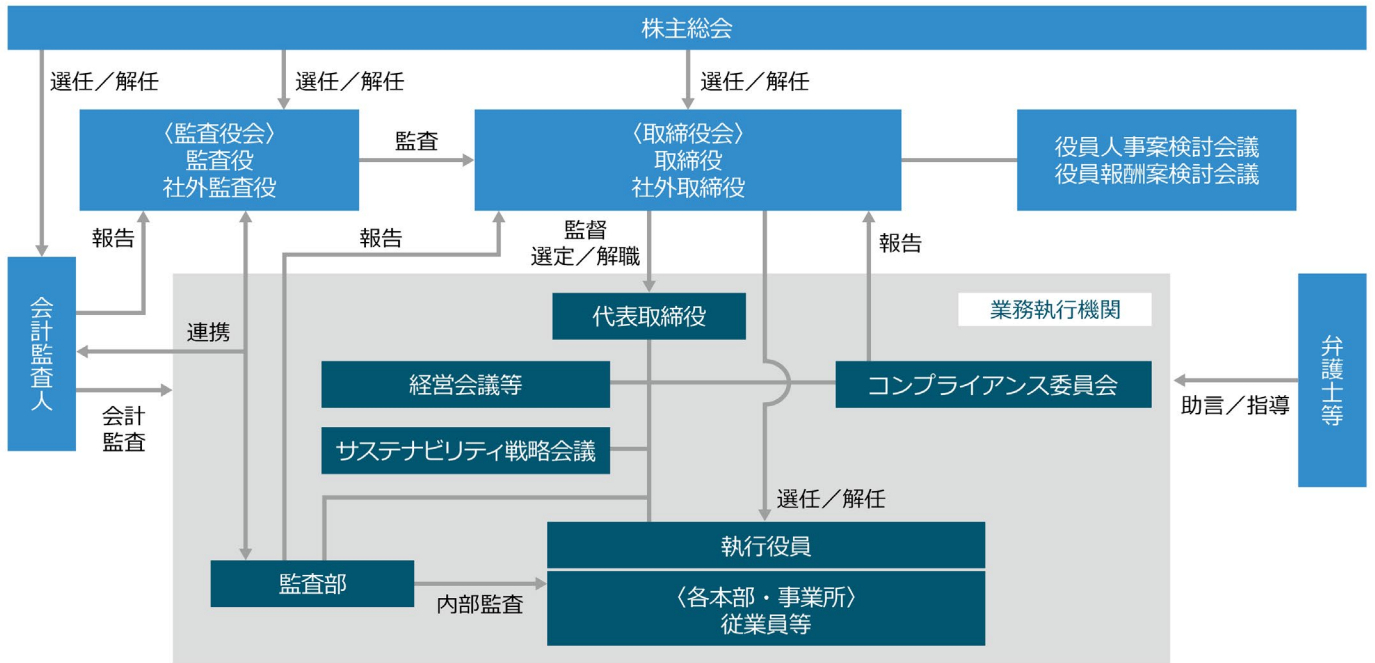 株主総会
選任／解任
選任／解任
選任／解任
〈監査役会〉
監査役
社外監査役
監査
〈取締役会〉
取締役
社外取締役
役員人事案検討会議
役員報酬案検討会議
報告
報告
監督
選定／解職
報告
会計監査人
連携
会計
監査
業務執行機関
代表取締役
経営会議等
コンプライアンス委員会
サステナビリティ戦略会議
助言／指導
弁護士等
選任／解任
執行役員
監査部
内部監査
〈各本部・事業所〉
従業員等